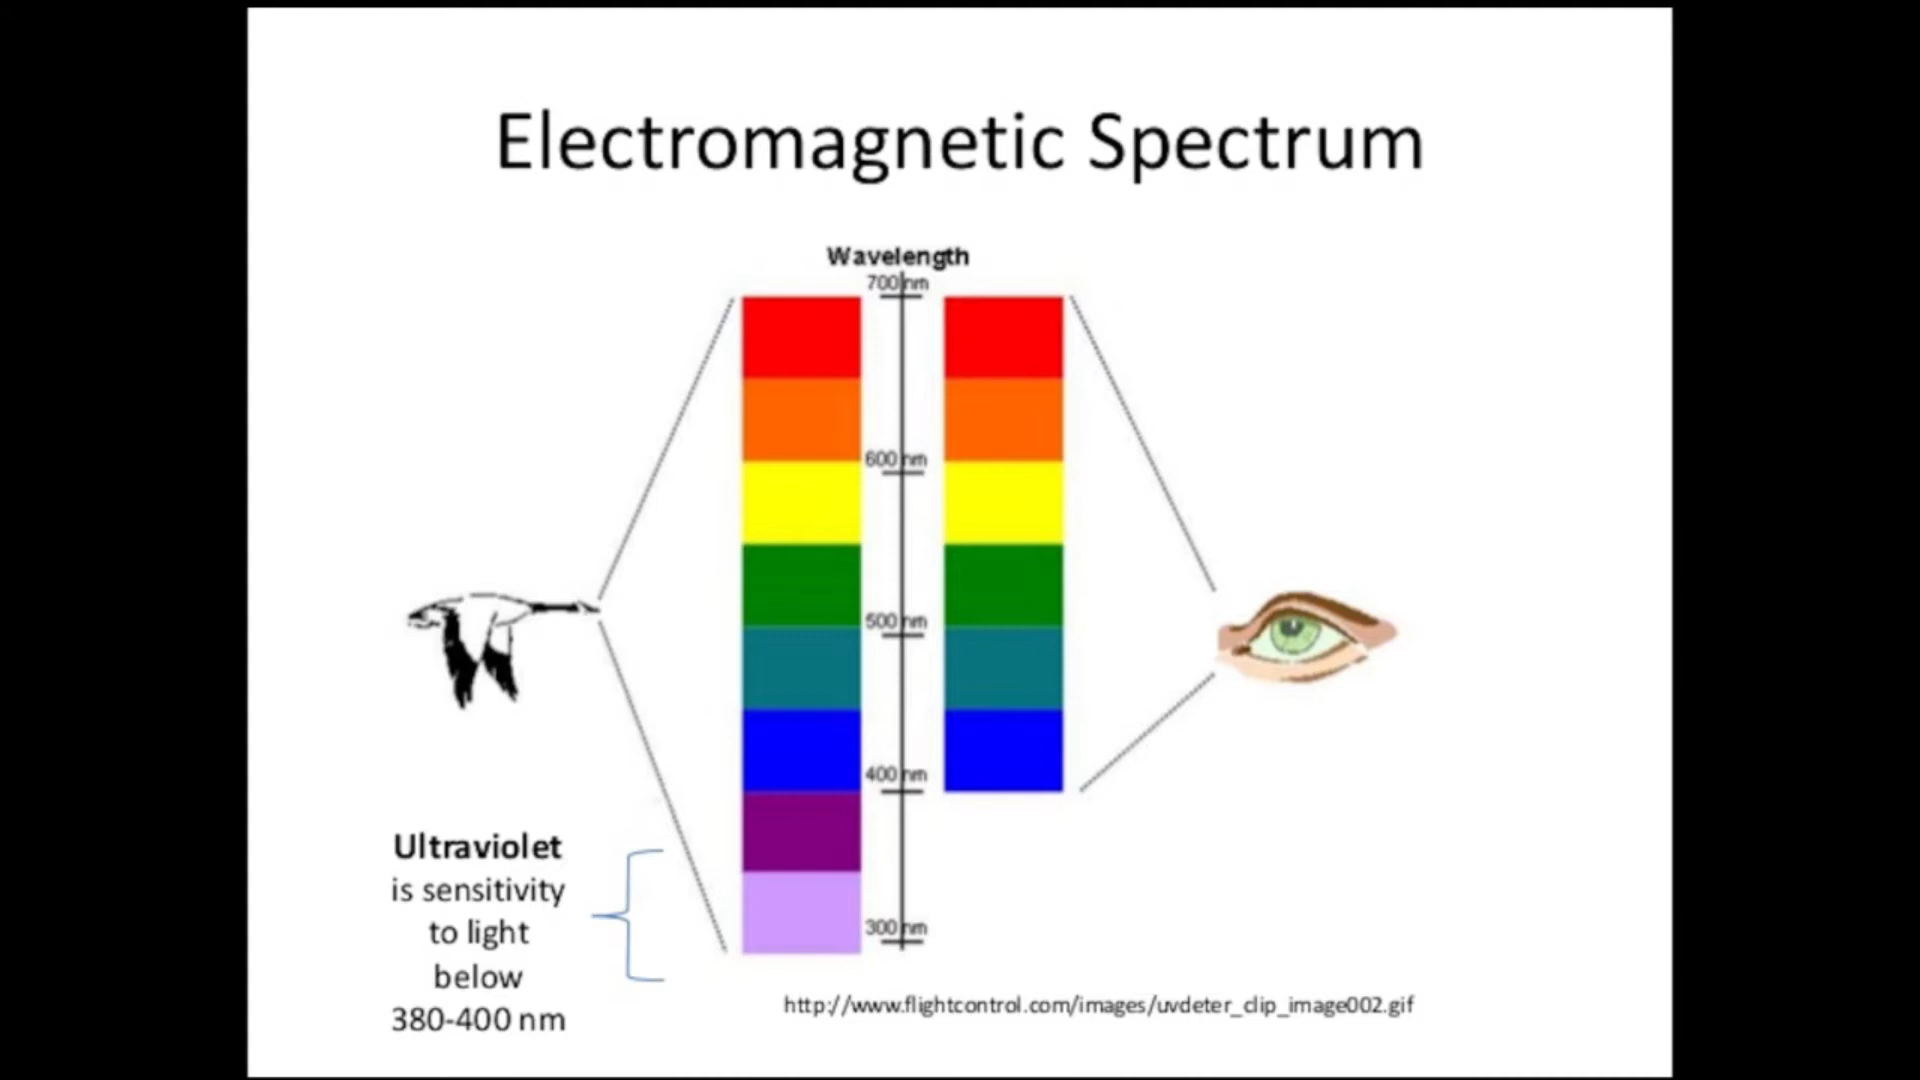 Electromagnetic Spectrum
Wavelength
700 nm
600 nm
500 nm
400 nm
300 nm
Ultraviolet
is sensitivity
to light
below
380-400 nm
http://www.flightcontrol.com/images/uvdeter_clip_image002.gif